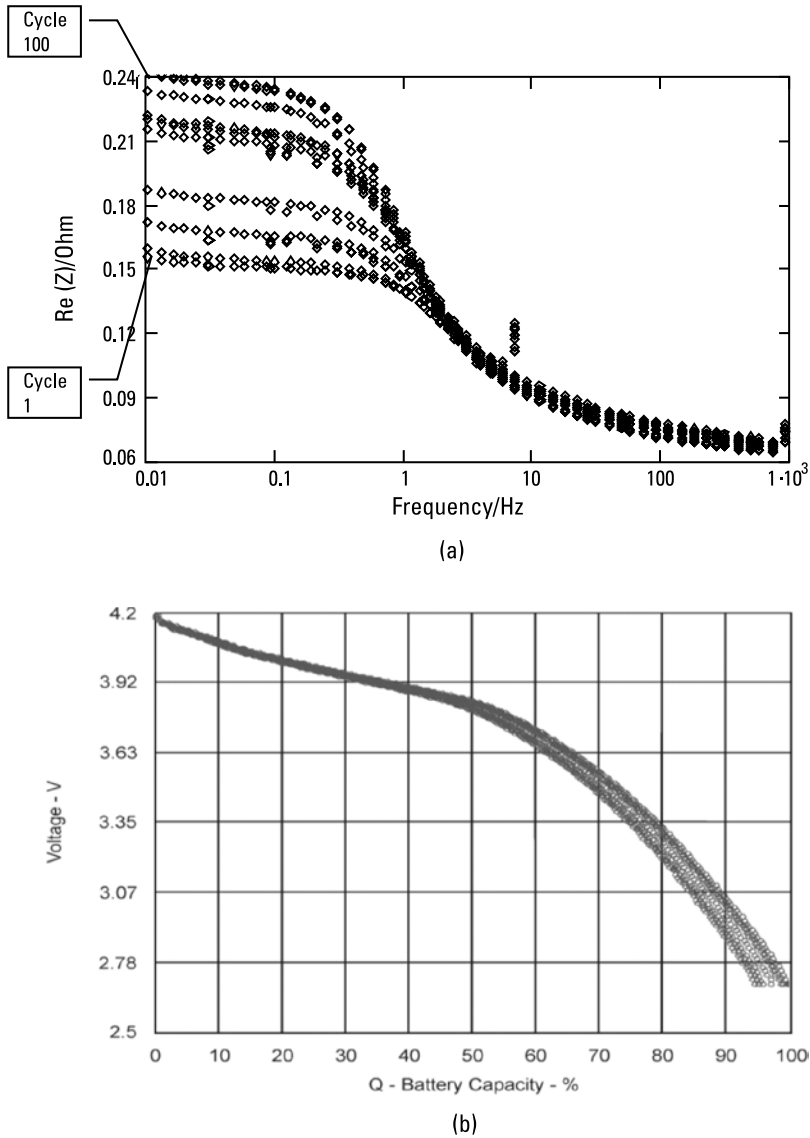 Cycle
100
0.24
0.21
0.18
0.15
0.12
0.09
0.06
Re (Z)/Ohm
Cycle
1
0.01 0.1 1 10 100 1·10³
Frequency/Hz
(a)
4.2
3.92
3.63
3.35
3.07
2.78
2.5
Voltage - V
0 10 20 30 40 50 60 70 80 90 100
Q - Battery Capacity - %
(b)